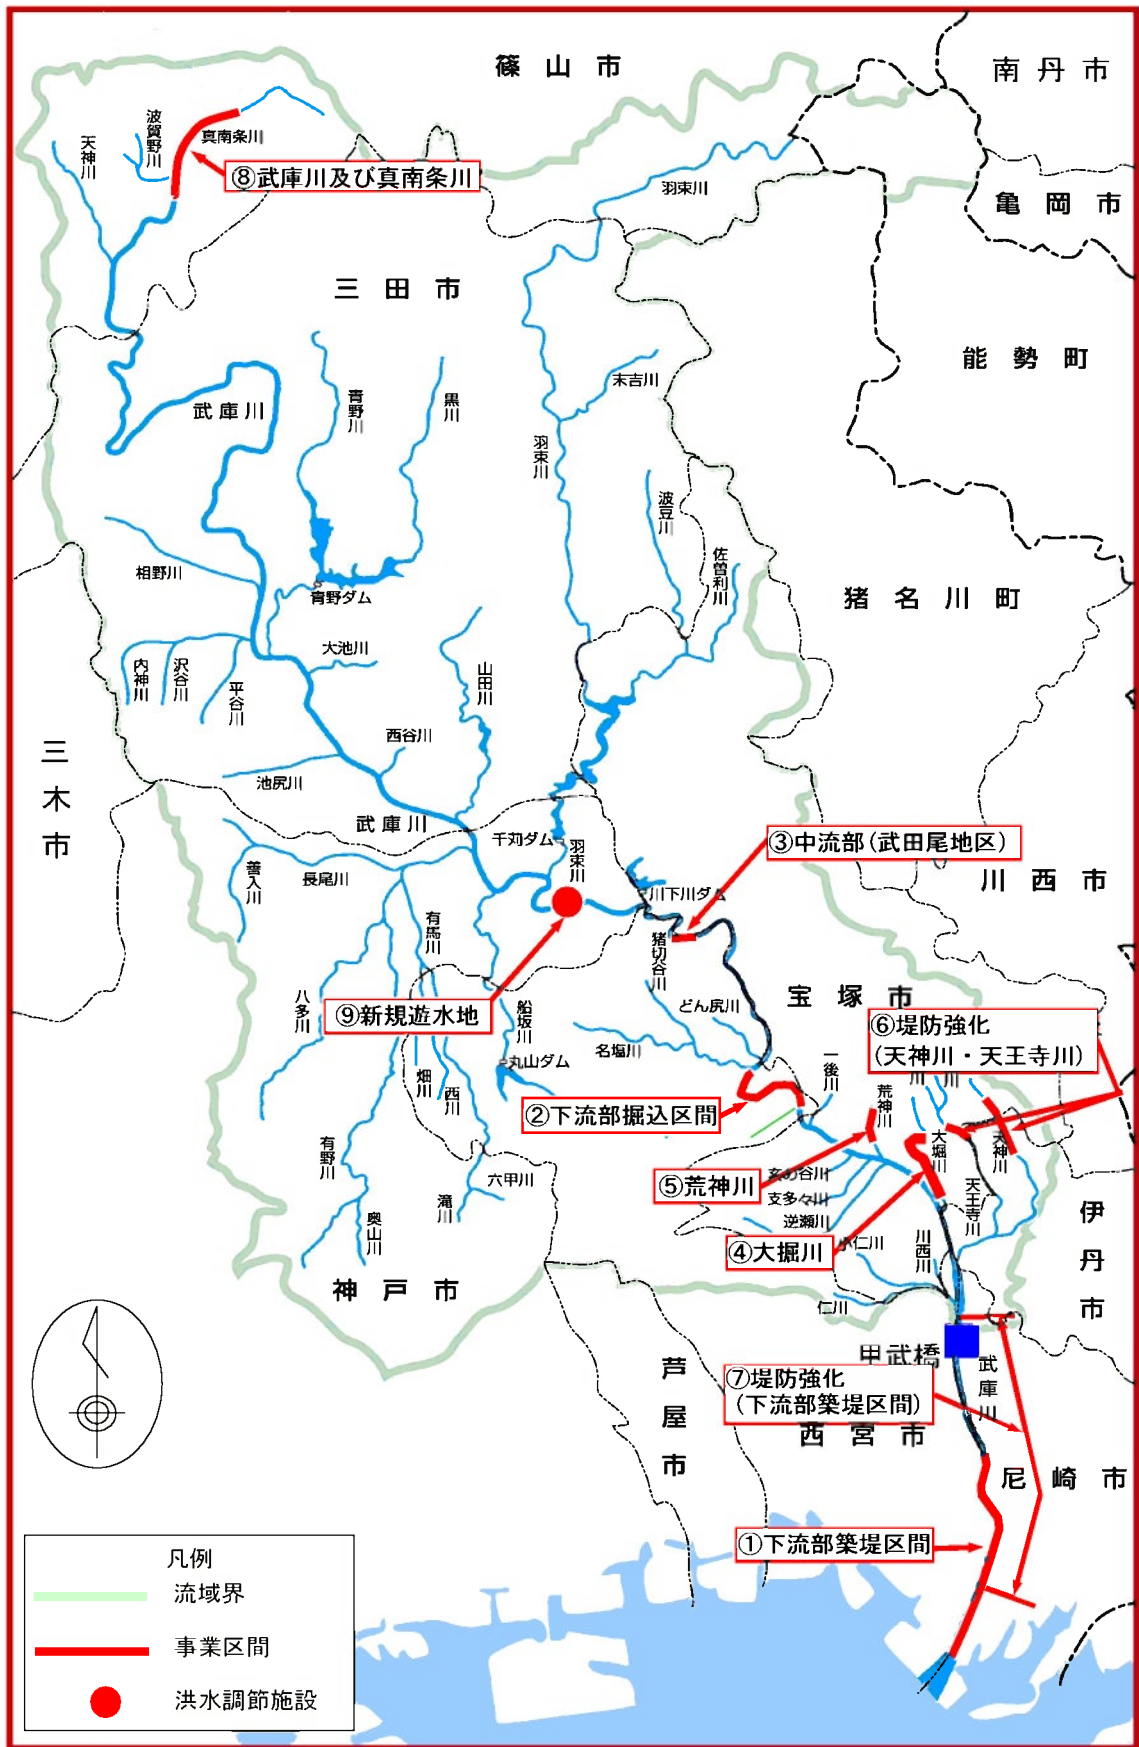 篠山市
南丹市
波賀野川
天神川
真南条川
⑧武庫川及び真南条川
羽束川
亀岡市
三田市
能勢町
末吉川
武庫川
青野川
黒川
羽束川
波豆川
佐曽利川
相野川
青野ダム
猪名川町
大池川
内神川
沢谷川
平谷川
山田川
西谷川
三木市
池尻川
武庫川
千苅ダム
羽束川
③中流部(武田尾地区)
善入川
長尾川
川下川ダム
川西市
有馬川
猪切谷川
八多川
⑨新規遊水地
船坂川
どん尻川
宝塚市
⑥堤防強化
(天神川・天王寺川)
名塩川
丸山ダム
一後川
畑川
西川
荒神川
川
川
②下流部掘込区間
大堀川
天神川
有野川
六甲川
⑤荒神川
支多々川
天王寺川
滝川
逆瀬川
奥山川
④大掘川
小仁川
川西川
伊丹市
神戸市
仁川
甲武橋
武庫川
芦屋市
⑦堤防強化
(下流部築堤区間)
西宮市
尼崎市
①下流部築堤区間
凡例
流域界
事業区間
洪水調節施設